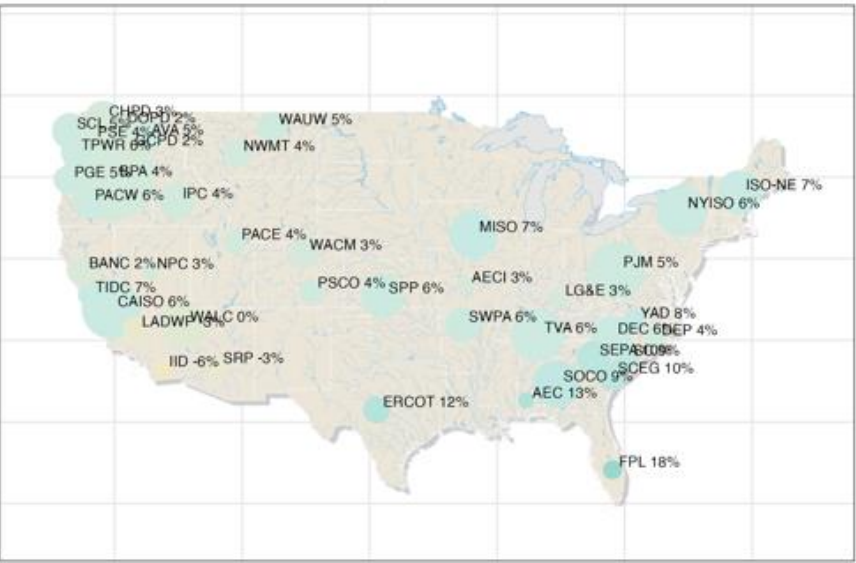 CHPD 3%
DOPD 2%
SCL 5%
PSE 4%
AVA 5%
GCPD 2%
TPWR 6%
WAUW 5%
NWMT 4%
PGE 5%
BPA 4%
PACW 6%
IPC 4%
ISO-NE 7%
NYISO 6%
MISO 7%
PACE 4%
WACM 3%
BANC 2%
NPC 3%
PJM 5%
AECI 3%
PSCO 4%
SPP 6%
LG&E 3%
TIDC 7%
CAISO 6%
LADWP -3%
WALC 0%
SWPA 6%
TVA 6%
YAD 8%
DEC 6%
DEP 4%
IID -6%
SRP -3%
SEPA
SCEG 10%
SOCO 9%
AEC 13%
ERCOT 12%
FPL 18%